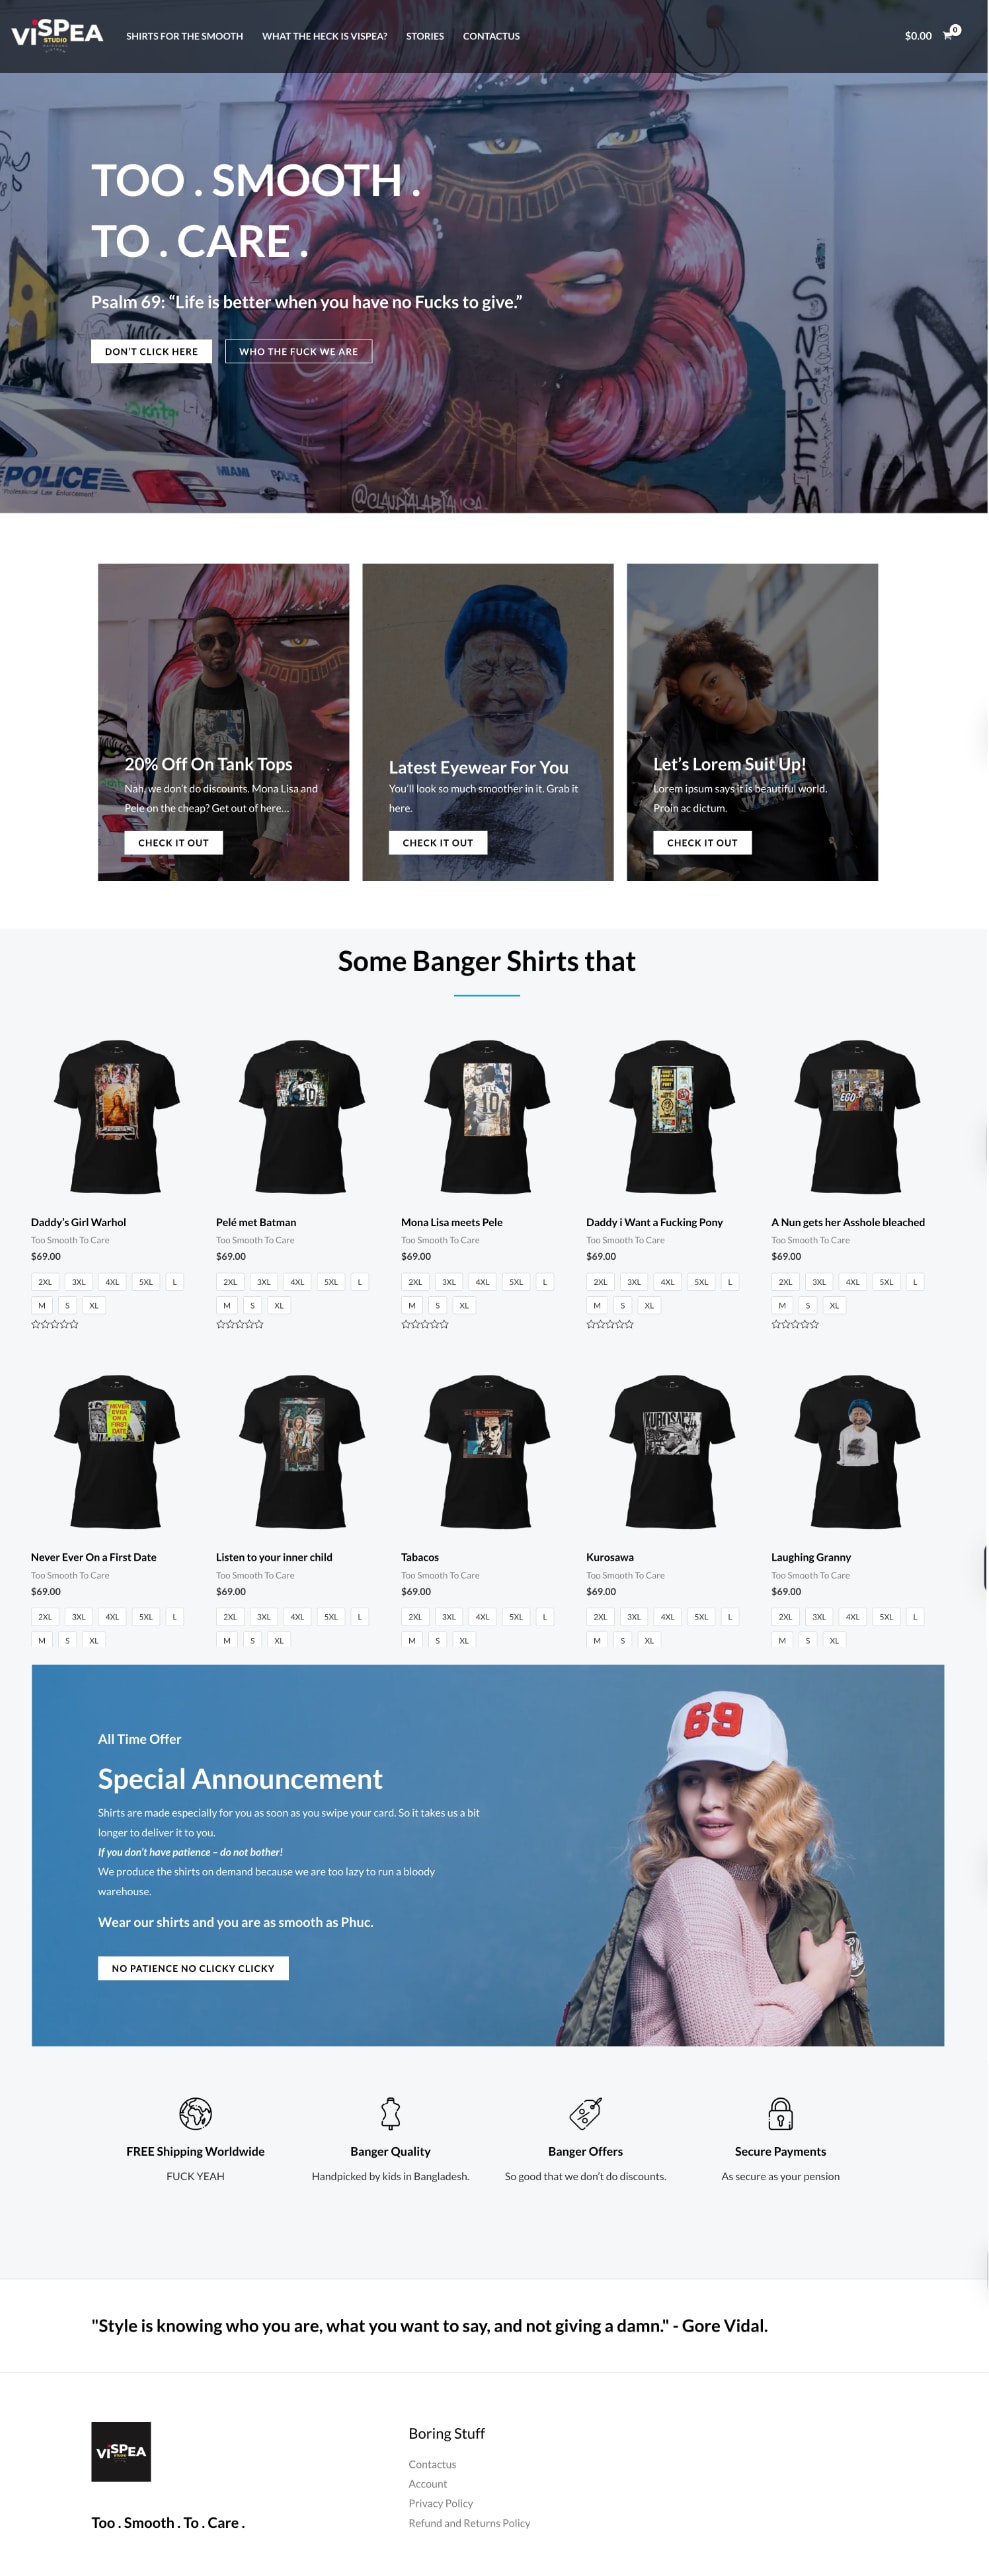 VISPEA
STUDIO
SHIRTS FOR THE SMOOTH WHAT THE HECK IS VISPEA? STORIES CONTACTUS
$0.00 0
TOO . SMOOTH .
TO . CARE .
Psalm 69: “Life is better when you have no Fucks to give.”
DON'T CLICK HERE WHO THE FUCK WE ARE
POLICE MIAMI POLICE
@CLAUDIALABIANCA
20% Off On Tank Tops
Nah, we don't do discounts. Mona Lisa and
Pele on the cheap? Get out of here…
CHECK IT OUT
Latest Eyewear For You
You'll look so much smoother in it. Grab it
here.
CHECK IT OUT
Let's Lorem Suit Up!
Lorem ipsum says it is beautiful world.
Proin ac dictum.
CHECK IT OUT
Some Banger Shirts that
10
EGO
Daddy's Girl Warhol
Too Smooth To Care
$69.00
2XL 3XL 4XL 5XL L
M S XL
Pelé met Batman
Too Smooth To Care
$69.00
2XL 3XL 4XL 5XL L
M S XL
Mona Lisa meets Pele
Too Smooth To Care
$69.00
2XL 3XL 4XL 5XL L
M S XL
Daddy i Want a Fucking Pony
Too Smooth To Care
$69.00
2XL 3XL 4XL 5XL L
M S XL
A Nun gets her Asshole bleached
Too Smooth To Care
$69.00
2XL 3XL 4XL 5XL L
M S XL
NEVER
EVER
ON A
FIRST
DATE
KUROSAWA
Never Ever On a First Date
Too Smooth To Care
$69.00
2XL 3XL 4XL 5XL L
M S XL
Listen to your inner child
Too Smooth To Care
$69.00
2XL 3XL 4XL 5XL L
M S XL
Tabacos
Too Smooth To Care
$69.00
2XL 3XL 4XL 5XL L
M S XL
Kurosawa
Too Smooth To Care
$69.00
2XL 3XL 4XL 5XL L
M S XL
Laughing Granny
Too Smooth To Care
$69.00
2XL 3XL 4XL 5XL L
M S XL
All Time Offer
Special Announcement
Shirts are made especially for you as soon as you swipe your card. So it takes us a bit
longer to deliver it to you.
If you don't have patience – do not bother!
We produce the shirts on demand because we are too lazy to run a bloody
warehouse.
Wear our shirts and you are as smooth as Phuc.
NO PATIENCE NO CLICKY CLICKY
69
FREE Shipping Worldwide
FUCK YEAH
Banger Quality
Handpicked by kids in Bangladesh.
Banger Offers
So good that we don't do discounts.
Secure Payments
As secure as your pension
"Style is knowing who you are, what you want to say, and not giving a damn." - Gore Vidal.
VISPEA
STUDIO
Too . Smooth . To . Care .
Boring Stuff
Contactus
Account
Privacy Policy
Refund and Returns Policy